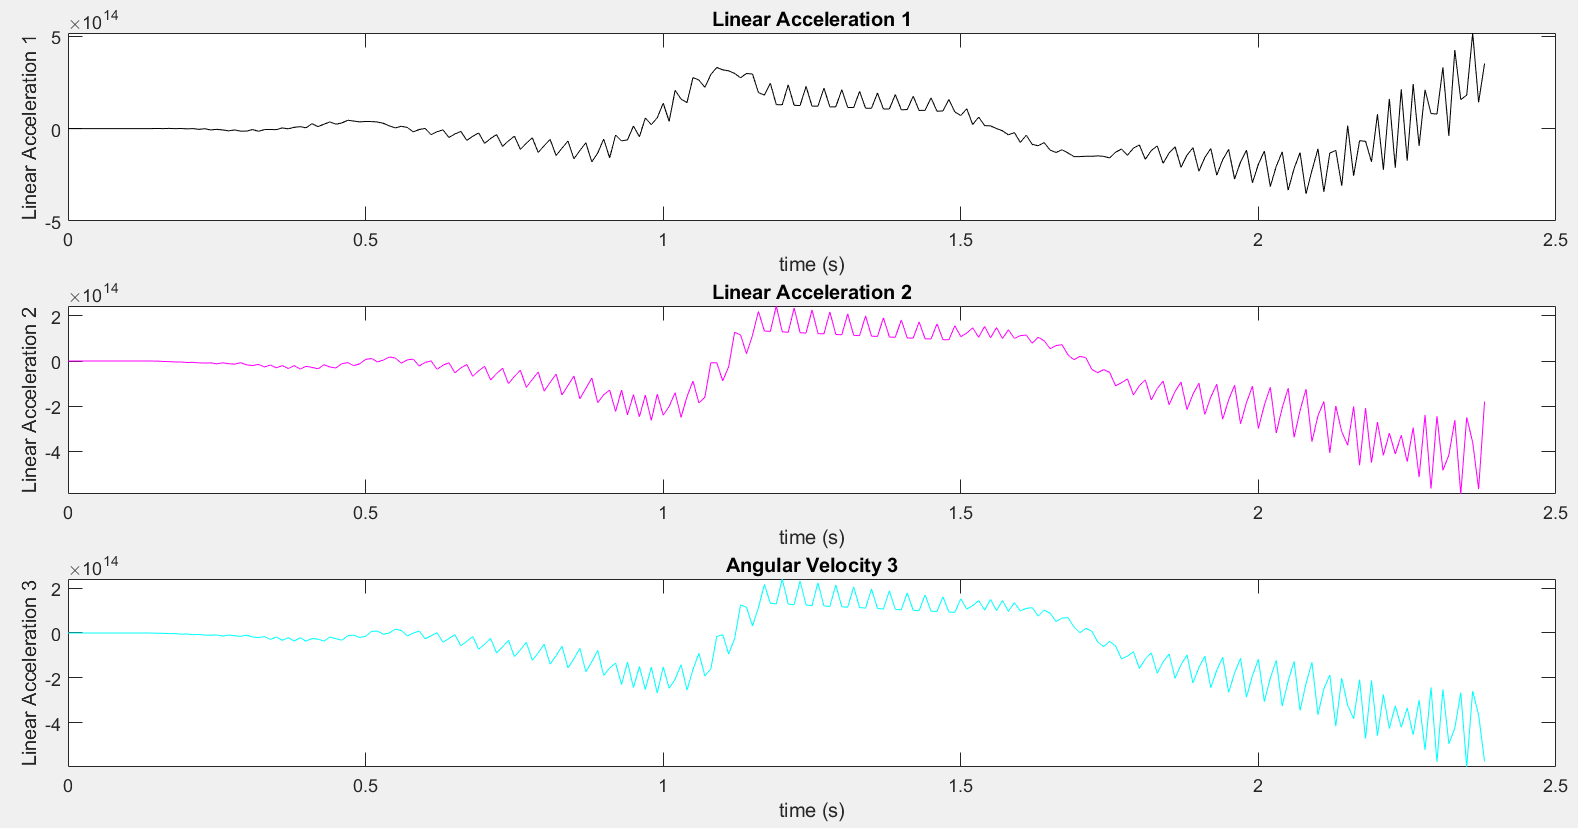 Linear Acceleration 1
×10^14
Linear Acceleration 1
5
0
-5
0 0.5 1 1.5 2 2.5
time (s)
Linear Acceleration 2
×10^14
Linear Acceleration 2
2
0
-2
-4
0 0.5 1 1.5 2 2.5
time (s)
Angular Velocity 3
×10^14
Linear Acceleration 3
2
0
-2
-4
0 0.5 1 1.5 2 2.5
time (s)